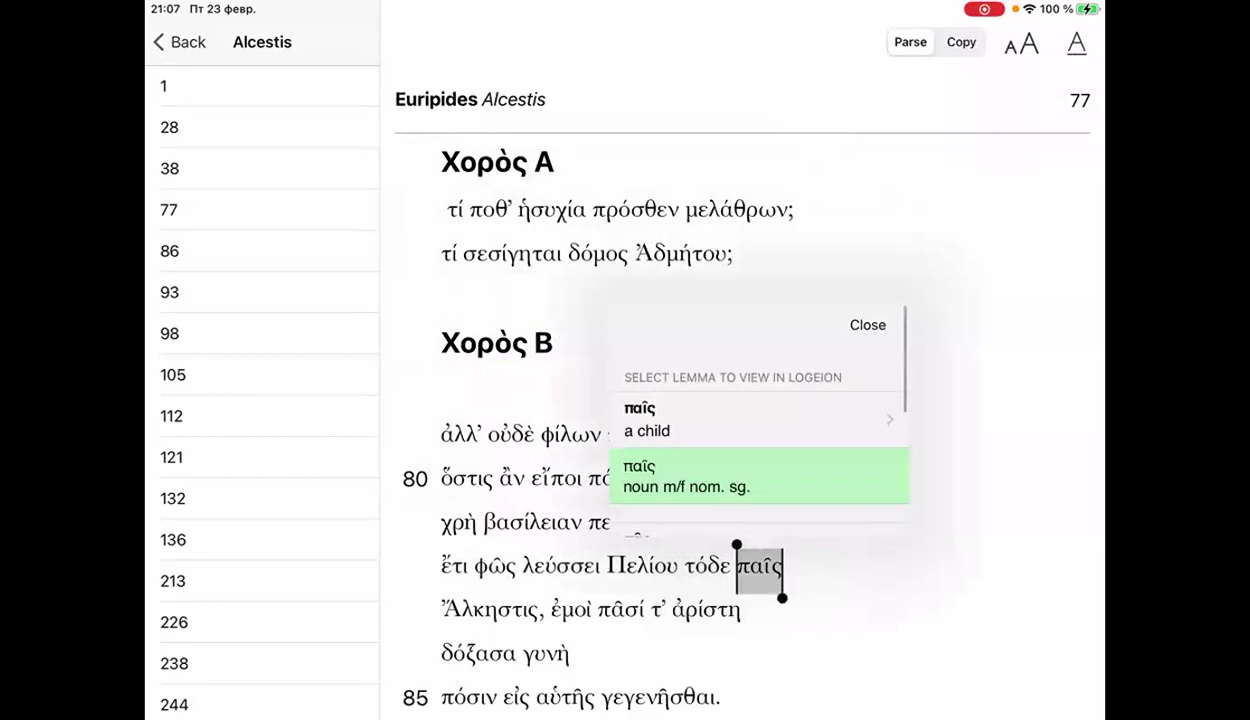 21:07 Пт 23 февр.
100 %
Back
Alcestis
Parse
Copy
AA
A
1
28
38
77
86
93
98
105
112
121
132
136
213
226
238
244
Euripides Alcestis
77
Χορὸς Α
τί ποθ’ ἡσυχία πρόσθεν μελάθρων;
τί σεσίγηται δόμος Ἀδμήτου;
Χορὸς Β
ἀλλ’ οὐδὲ φίλων
80 ὅστις ἂν εἴποι
χρὴ βασίλειαν
ἔτι φῶς λεύσσει Πελίου τόδε παῖς
Ἄλκηστις, ἐμοὶ πᾶσί τ’ ἀρίστη
δόξασα γυνὴ
85 πόσιν εἰς αὑτῆς γεγενῆσθαι.
Close
SELECT LEMMA TO VIEW IN LOGEION
παῖς
a child
παῖς
noun m/f nom. sg.